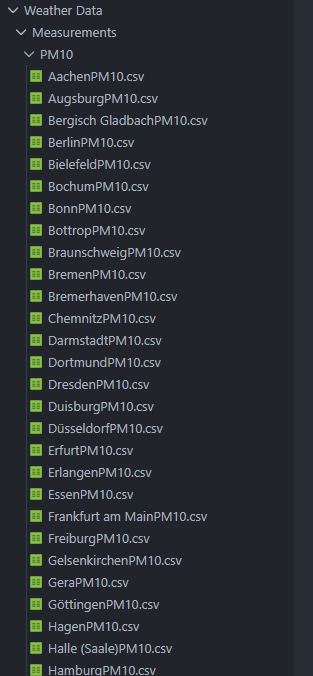 Weather Data
Measurements
PM10
AachenPM10.csv
AugsburgPM10.csv
Bergisch GladbachPM10.csv
BerlinPM10.csv
BielefeldPM10.csv
BochumPM10.csv
BonnPM10.csv
BottropPM10.csv
BraunschweigPM10.csv
BremenPM10.csv
BremerhavenPM10.csv
ChemnitzPM10.csv
DarmstadtPM10.csv
DortmundPM10.csv
DresdenPM10.csv
DuisburgPM10.csv
DüsseldorfPM10.csv
ErfurtPM10.csv
ErlangenPM10.csv
EssenPM10.csv
Frankfurt am MainPM10.csv
FreiburgPM10.csv
GelsenkirchenPM10.csv
GeraPM10.csv
GöttingenPM10.csv
HagenPM10.csv
Halle (Saale)PM10.csv
HamburgPM10.csv